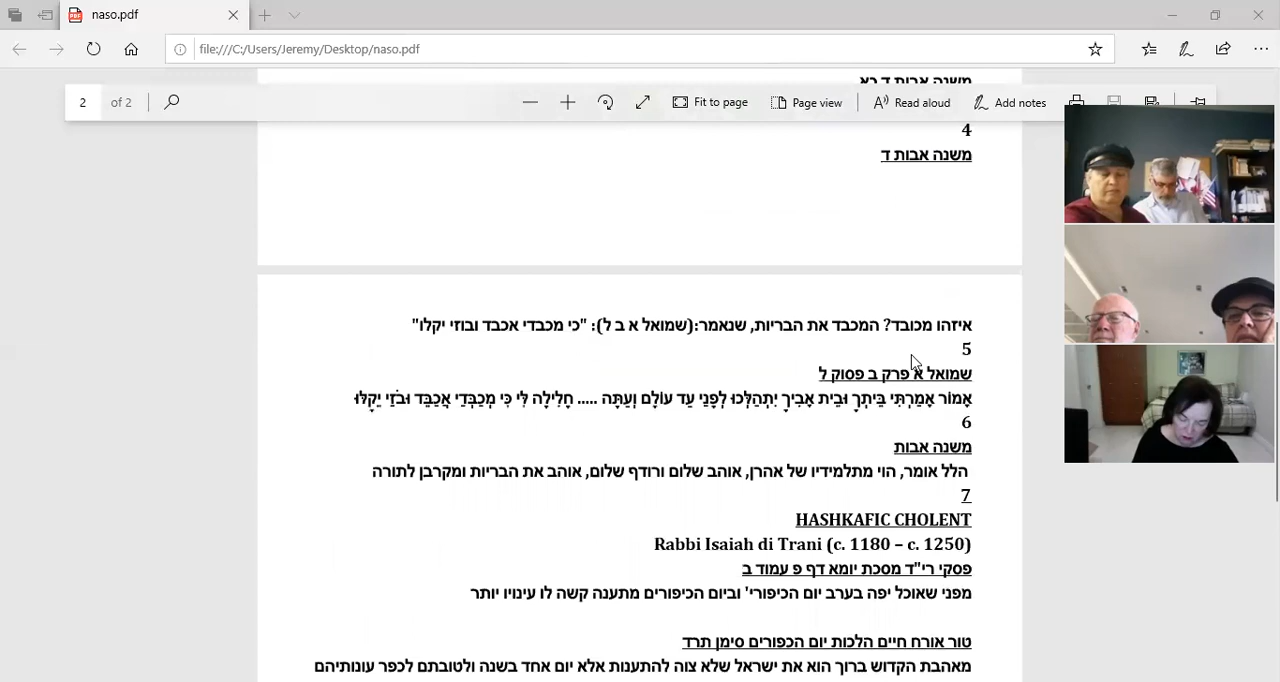 naso.pdf
file:///C:/Users/Jeremy/Desktop/naso.pdf
משנה אבות ד כא
2 of 2
Fit to page
Page view
Read aloud
Add notes
4
משנה אבות ד
איזהו מכובד? המכבד את הבריות, שנאמר:(שמואל א ב ל): "כי מכבדי אכבד ובוזי יקלו"
5
שמואל א פרק ב פסוק ל
אָמוֹר אָמַרְתִּי בֵּיתְךָ וּבֵית אָבִיךָ יִתְהַלְּכוּ לְפָנַי עַד עוֹלָם וְעַתָּה ..... חָלִילָה לִּי כִּי מְכַבְּדַי אֲכַבֵּד וּבֹזַי יֵקָלּוּ
6
משנה אבות
הלל אומר, הוי מתלמידיו של אהרן, אוהב שלום ורודף שלום, אוהב את הבריות ומקרבן לתורה
7
HASHKAFIC CHOLENT
Rabbi Isaiah di Trani (c. 1180 – c. 1250)
פסקי רי"ד מסכת יומא דף פ עמוד ב
מפני שאוכל יפה בערב יום הכיפורי' וביום הכיפורים מתענה קשה לו עינויו יותר
טור אורח חיים הלכות יום הכפורים סימן תרד
מאהבת הקדוש ברוך הוא את ישראל שלא צוה להתענות אלא יום אחד בשנה ולטובתם לכפר עונותיהם